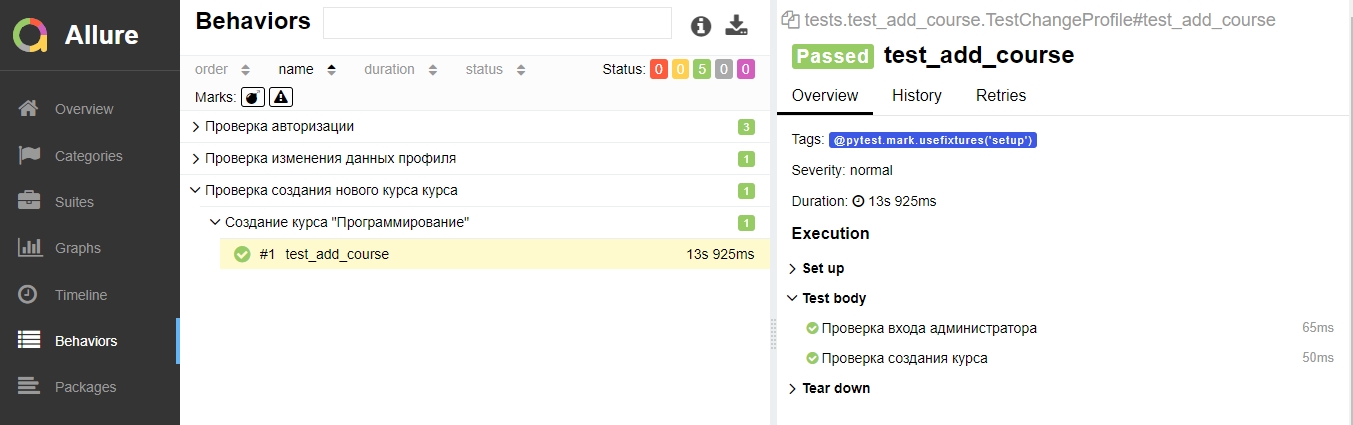 Allure
Overview
Categories
Suites
Graphs
Timeline
Behaviors
Packages
Behaviors
order name duration status Status: 0 0 5 0 0
Marks:
Проверка авторизации 3
Проверка изменения данных профиля 1
Проверка создания нового курса курса 1
Создание курса "Программирование" 1
#1 test_add_course 13s 925ms
tests.test_add_course.TestChangeProfile#test_add_course
Passed test_add_course
Overview History Retries
Tags: @pytest.mark.usefixtures('setup')
Severity: normal
Duration: 13s 925ms
Execution
Set up
Test body
Проверка входа администратора 65ms
Проверка создания курса 50ms
Tear down